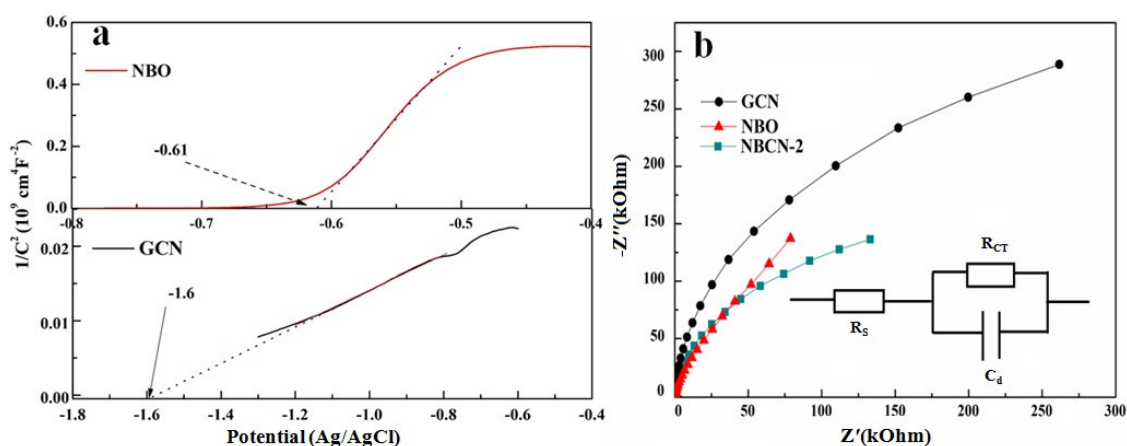 a
NBO
-0.61
0.6
0.4
0.2
0.0
-0.8
-0.7
-0.6
-0.5
-0.4
1/C² (10⁹ cm⁴F⁻²)
GCN
-1.6
0.02
0.01
0.00
-1.8
-1.6
-1.4
-1.2
-1.0
-0.8
-0.6
-0.4
Potential (Ag/AgCl)
b
GCN
NBO
NBCN-2
-300
250
200
150
100
50
0
-Z″(kOhm)
R_CT
R_S
C_d
0
50
100
150
200
250
300
Z′(kOhm)